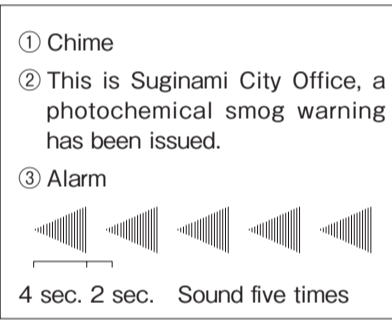 ① Chime
② This is Suginami City Office, a
photochemical smog warning
has been issued.
③ Alarm
4 sec. 2 sec. Sound five times